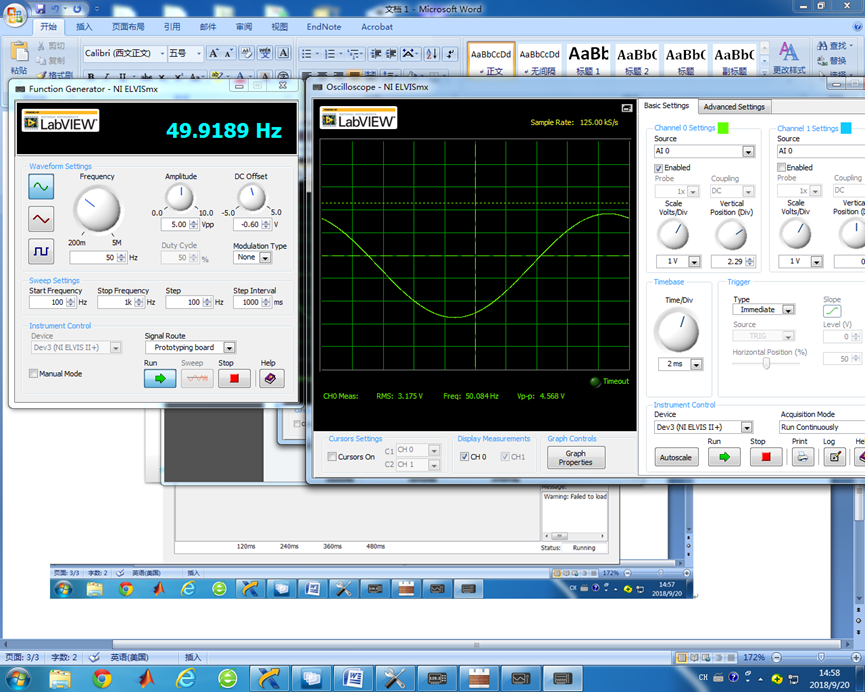 文档 1 - Microsoft Word
开始 插入 页面布局 引用 邮件 审阅 视图 EndNote Acrobat
粘贴 剪切
复制
格式刷
Calibri (西文正文) 五号
AaBbCcDd AaBbCcDd AaBb AaBbC AaBbC AaBbC
正文 无间隔 标题 1 标题 2 标题 副标题 更改样式
查找
替换
选择
Function Generator - NI ELVISmx
LabVIEW
49.9189 Hz
Waveform Settings
Frequency Amplitude DC Offset
0.0 10.0 -5.0 5.0
5.00 Vpp -0.60 V
200m 5M
50 Hz
Duty Cycle Modulation Type
50 % None
Sweep Settings
Start Frequency Stop Frequency Step Step Interval
100 Hz 1k Hz 100 Hz 1000 ms
Instrument Control
Device Signal Route
Dev3 (NI ELVIS II+) Prototyping board
Run Sweep Stop Help
Manual Mode
Oscilloscope - NI ELVISmx
LabVIEW
Sample Rate: 125.00 kS/s
Timeout
CH0 Meas: RMS: 3.175 V Freq: 50.084 Hz Vp-p: 4.568 V
Cursors Settings Display Measurements Graph Controls
Cursors On C1 CH 0
C2 CH 1
CH 0 CH1
Graph
Properties
Basic Settings Advanced Settings
Channel 0 Settings Channel 1 Settings
Source Source
AI 0 AI 0
Enabled Enabled
Probe Coupling Probe Coupling
1x DC 1x DC
Scale Vertical Scale Vertical
Volts/Div Position (Div) Volts/Div Position (D
1 V 2.29 1 V 0
Timebase Trigger
Time/Div Type Slope
Immediate
Source Level (V)
TRIG 0
Horizontal Position (%)
50
2 ms
Instrument Control
Device Acquisition Mode
Dev3 (NI ELVIS II+) Run Continuously
Run Stop Print Log He
Autoscale
Warning: Failed to load
120ms 240ms 360ms 480ms
Status: Running
页面: 3/3 字数: 2 英语(美国) 插入 172%
CH 14:57
2018/9/20
页面: 3/3 字数: 2 英语(美国) 插入 172%
CH 14:58
2018/9/20